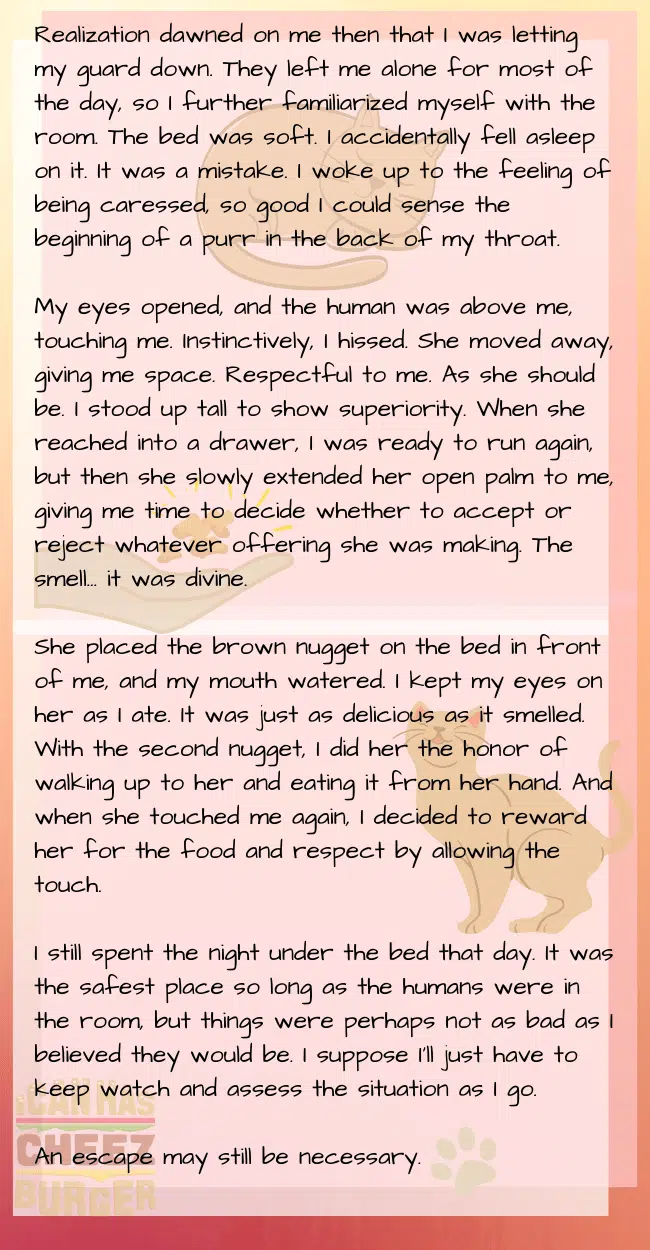 Realization dawned on me then that I was letting
my guard down. They left me alone for most of
the day, so I further familiarized myself with the
room. The bed was soft. I accidentally fell asleep
on it. It was a mistake. I woke up to the feeling of
being caressed, so good I could sense the
beginning of a purr in the back of my throat.
My eyes opened, and the human was above me,
touching me. Instinctively, I hissed. She moved away,
giving me space. Respectful to me. As she should
be. I stood up tall to show superiority. When she
reached into a drawer, I was ready to run again,
but then she slowly extended her open palm to me,
giving me time to decide whether to accept or
reject whatever offering she was making. The
smell... it was divine.
She placed the brown nugget on the bed in front
of me, and my mouth watered. I kept my eyes on
her as I ate. It was just as delicious as it smelled.
With the second nugget, I did her the honor of
walking up to her and eating it from her hand. And
when she touched me again, I decided to reward
her for the food and respect by allowing the
touch.
I still spent the night under the bed that day. It was
the safest place so long as the humans were in
the room, but things were perhaps not as bad as I
believed they would be. I suppose I'll just have to
keep watch and assess the situation as I go.
An escape may still be necessary.
iCAN HAS
CHEEZ
BURGER